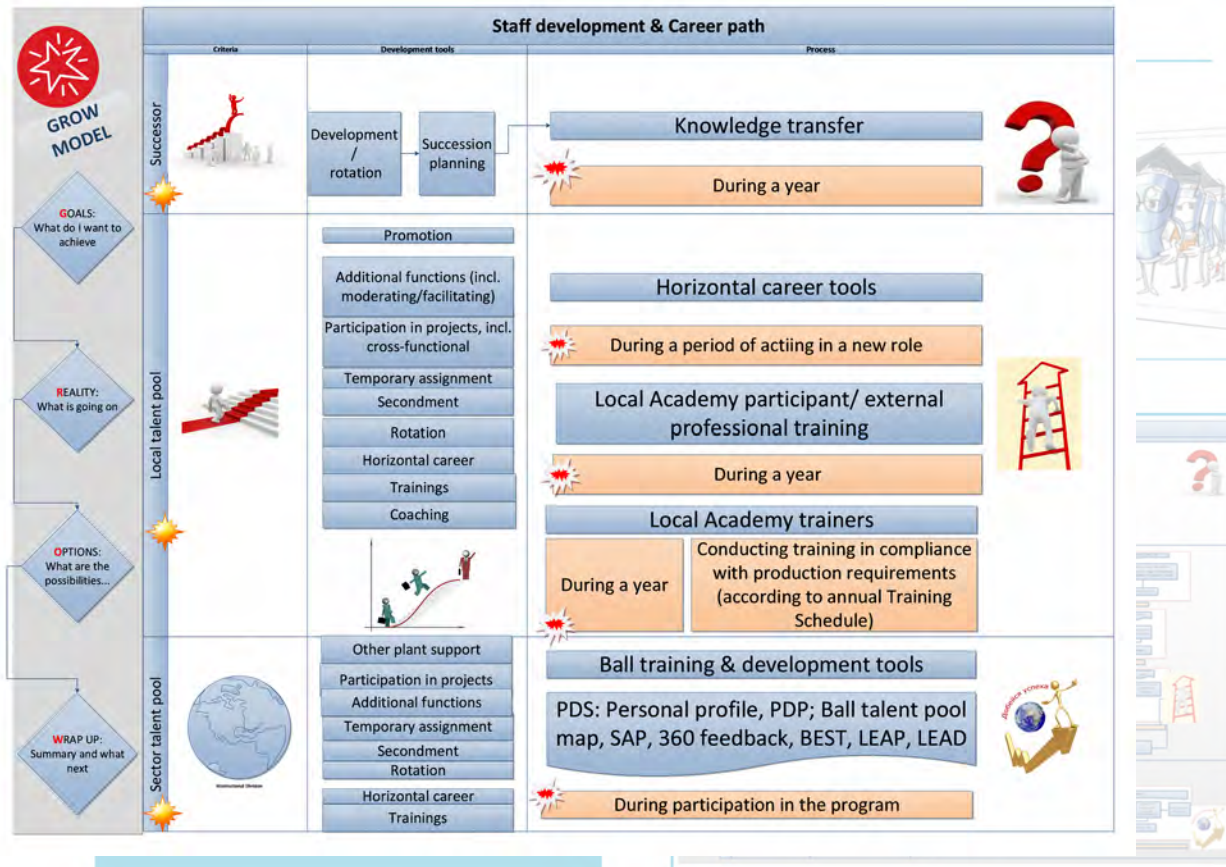 Staff development & Career path
Criteria
Development tools
Process
GROW
MODEL
GOALS:
What do I want to
achieve
REALITY:
What is going on
OPTIONS:
What are the
possibilities...
WRAP UP:
Summary and what
next
Successor
Development
/
rotation
Succession
planning
Knowledge transfer
During a year
Local talent pool
Promotion
Additional functions (incl.
moderating/facilitating)
Participation in projects, incl.
cross-functional
Temporary assignment
Secondment
Rotation
Horizontal career
Trainings
Coaching
Horizontal career tools
During a period of actiing in a new role
Local Academy participant/ external
professional training
During a year
Local Academy trainers
During a year
Conducting training in compliance
with production requirements
(according to annual Training
Schedule)
Sector talent pool
Other plant support
Participation in projects
Additional functions
Temporary assignment
Secondment
Rotation
Horizontal career
Trainings
Ball training & development tools
PDS: Personal profile, PDP; Ball talent pool
map, SAP, 360 feedback, BEST, LEAP, LEAD
During participation in the program
Добейся успеха